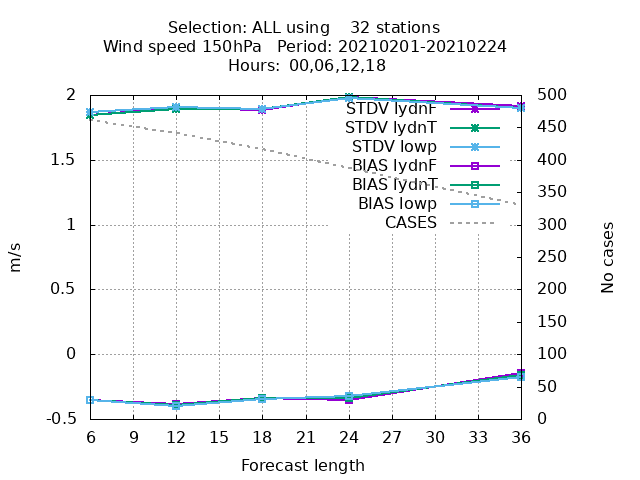 Selection: ALL using    32 stations
Wind speed 150hPa   Period: 20210201-20210224
Hours:  00,06,12,18
2
1.5
1
0.5
0
-0.5
m/s
500
450
400
350
300
250
200
150
100
50
0
No cases
STDV lydnF
STDV lydnT
STDV lowp
BIAS lydnF
BIAS lydnT
BIAS lowp
CASES
6 9 12 15 18 21 24 27 30 33 36
Forecast length